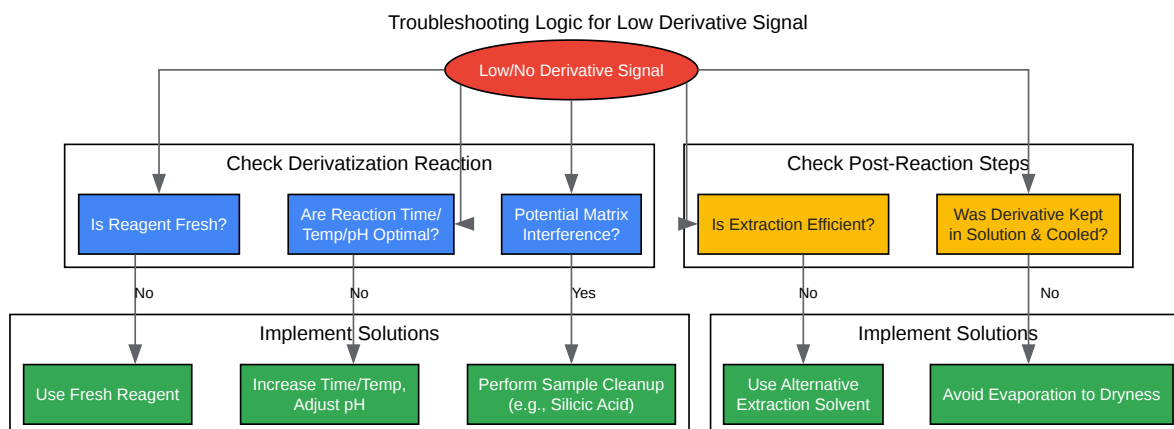 Troubleshooting Logic for Low Derivative Signal
Low/No Derivative Signal
Check Derivatization Reaction
Check Post-Reaction Steps
Is Reagent Fresh?
Are Reaction Time/
Temp/pH Optimal?
Potential Matrix
Interference?
Is Extraction Efficient?
Was Derivative Kept
in Solution & Cooled?
No
No
Yes
No
No
Implement Solutions
Implement Solutions
Use Fresh Reagent
Increase Time/Temp,
Adjust pH
Perform Sample Cleanup
(e.g., Silicic Acid)
Use Alternative
Extraction Solvent
Avoid Evaporation to Dryness